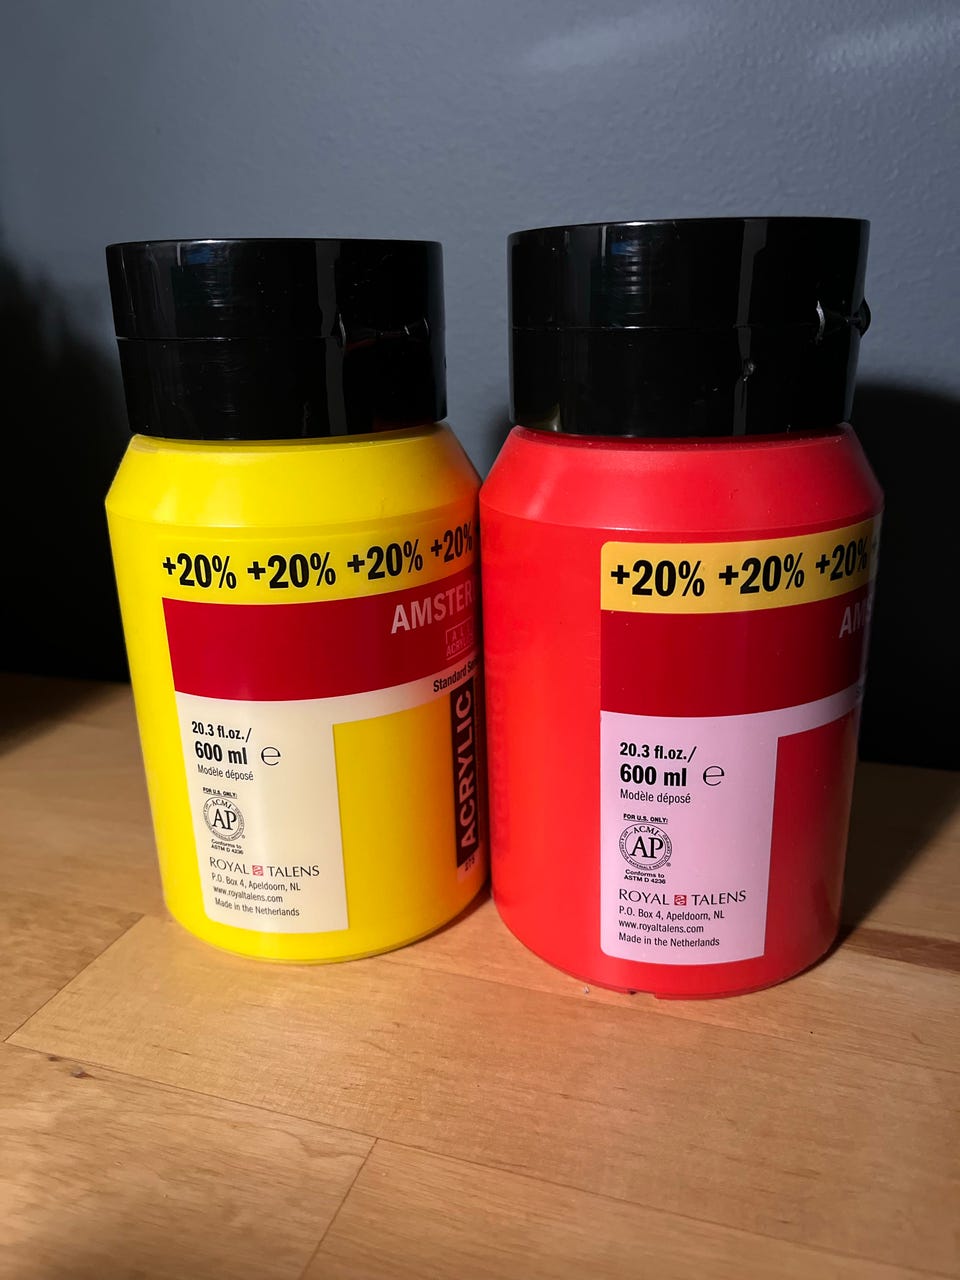 +20% +20% +20% +20%
AMSTER
Standard
ACRYLIC
20.3 fl.oz./
600 ml ℮
Modèle déposé
FOR U.S. ONLY:
ACMI
AP
Conforms to
ASTM D 4236
ROYAL TALENS
P.O. Box 4, Apeldoorn, NL
www.royaltalens.com
Made in the Netherlands
+20% +20% +20%
AMS
20.3 fl.oz./
600 ml ℮
Modèle déposé
FOR U.S. ONLY:
ACMI
AP
Conforms to
ASTM D 4236
ROYAL TALENS
P.O. Box 4, Apeldoorn, NL
www.royaltalens.com
Made in the Netherlands